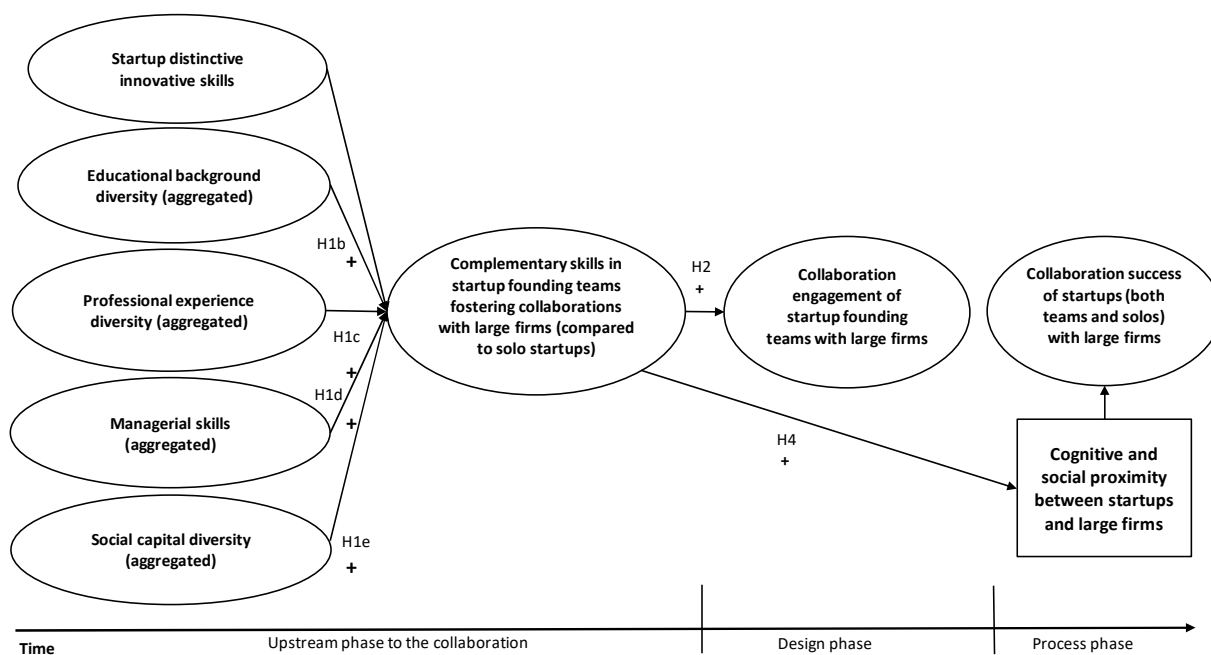 Startup distinctive
innovative skills
Educational background
diversity (aggregated)
H1b
+
Professional experience
diversity (aggregated)
H1c
+
H1d
+
Managerial skills
(aggregated)
Social capital diversity
(aggregated)
H1e
+
Complementary skills in
startup founding teams
fostering collaborations
with large firms (compared
to solo startups)
H2
+
Collaboration
engagement of
startup founding
teams with large firms
Collaboration success
of startups (both
teams and solos)
with large firms
H4
+
Cognitive and
social proximity
between startups
and large firms
Time
Upstream phase to the collaboration
Design phase
Process phase